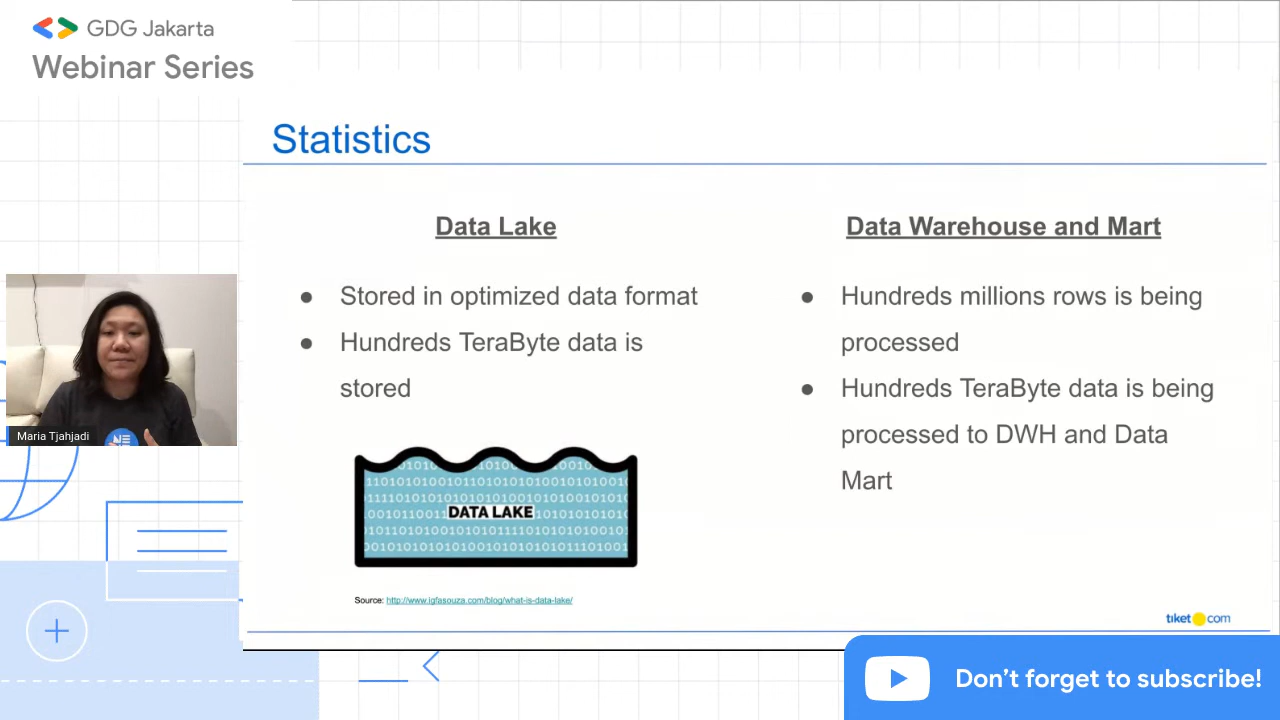 GDG Jakarta
Webinar Series
Statistics
Data Lake
● Stored in optimized data format
● Hundreds TeraByte data is
stored
DATA LAKE
Source: http://www.igfasouza.com/blog/what-is-data-lake/
Data Warehouse and Mart
● Hundreds millions rows is being
processed
● Hundreds TeraByte data is being
processed to DWH and Data
Mart
Maria Tjahjadi
tiket.com
Don't forget to subscribe!